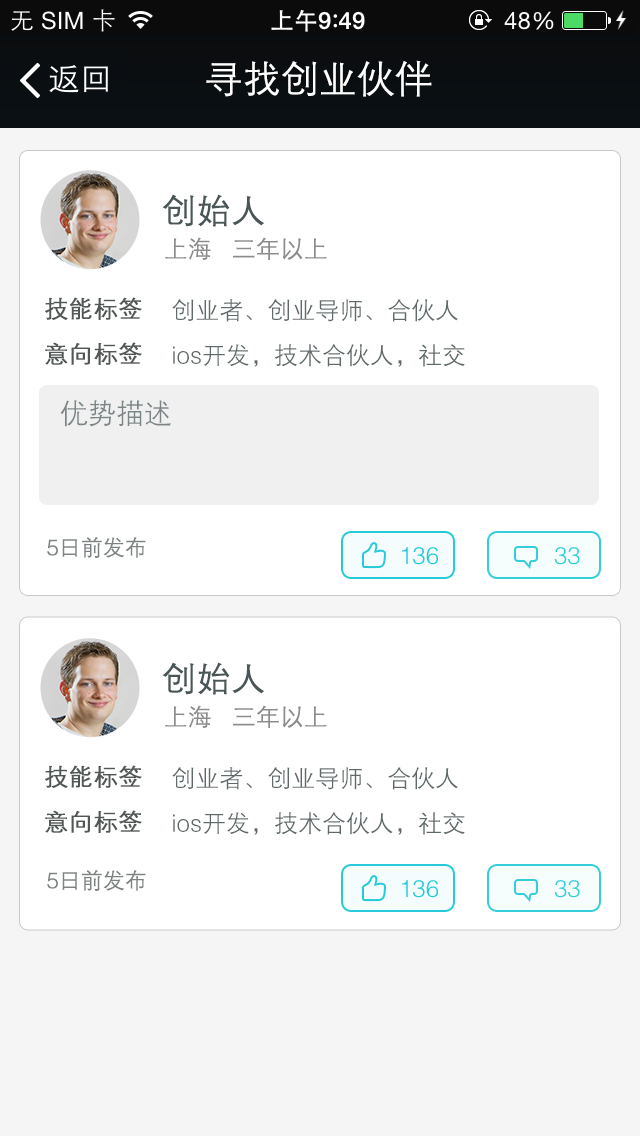 无 SIM 卡 上午9:49 48%
返回 寻找创业伙伴
创始人
上海 三年以上
技能标签 创业者、创业导师、合伙人
意向标签 ios开发，技术合伙人，社交
优势描述
5日前发布 136 33
创始人
上海 三年以上
技能标签 创业者、创业导师、合伙人
意向标签 ios开发，技术合伙人，社交
5日前发布 136 33